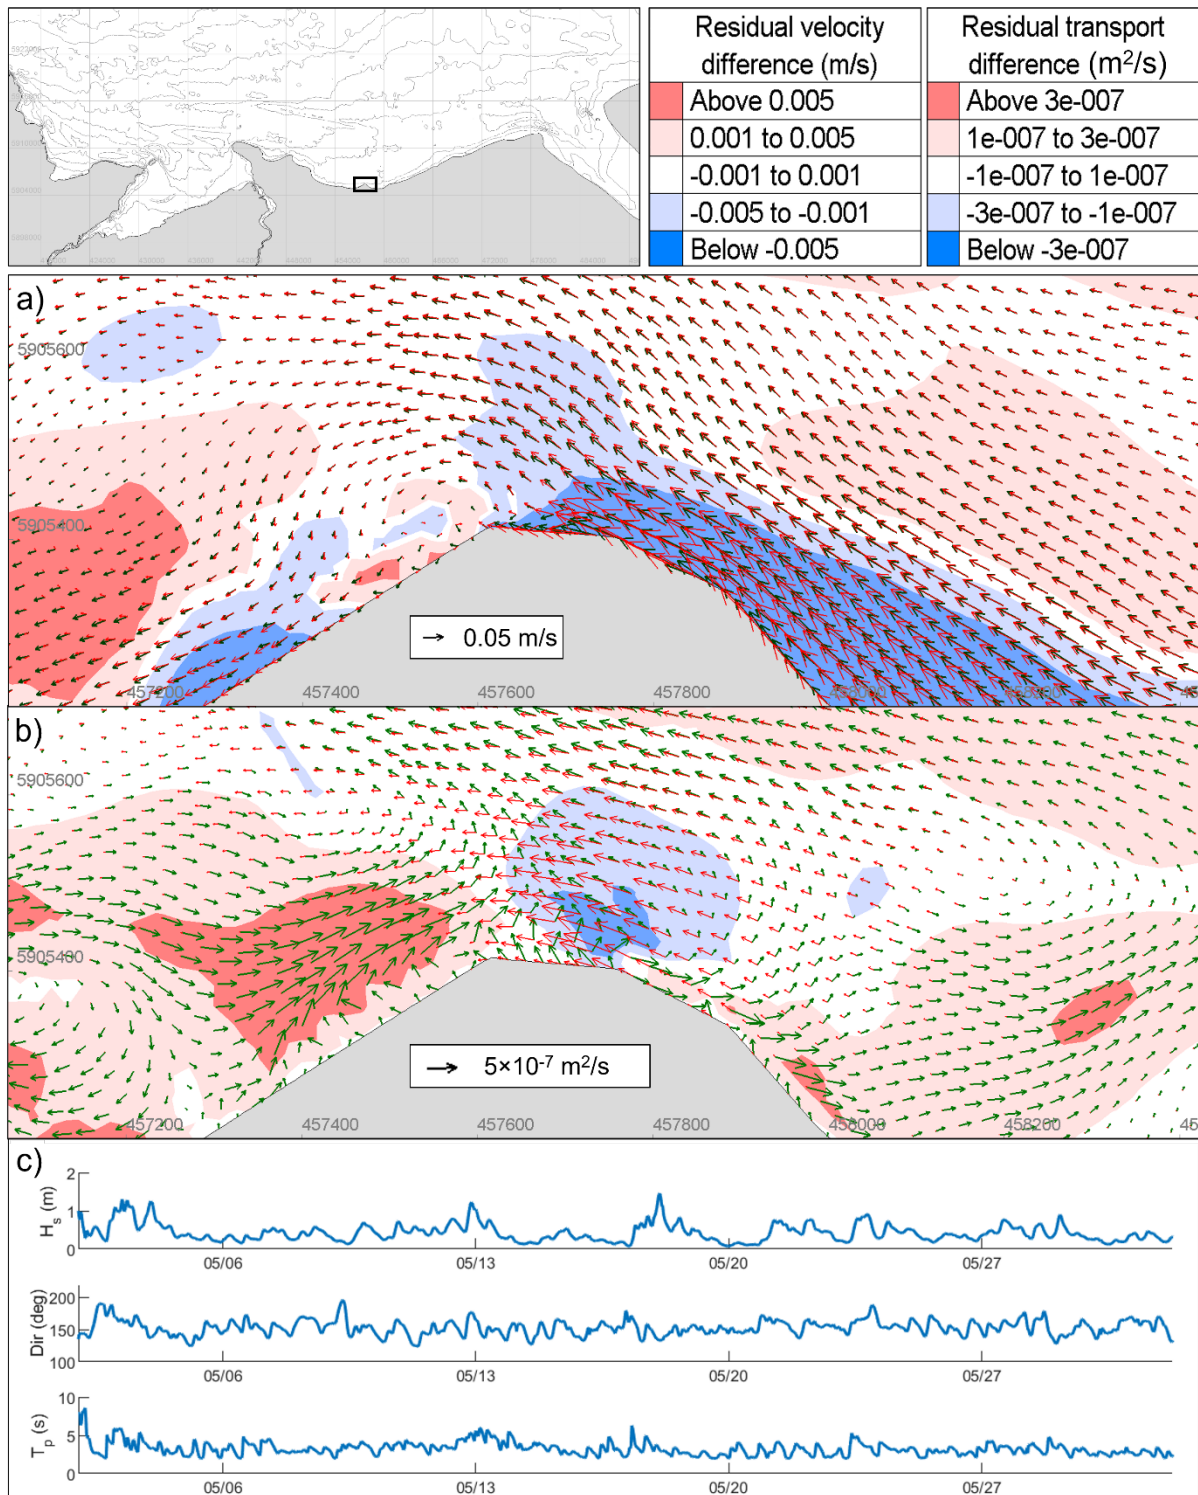 Residual velocity
difference (m/s)
Above 0.005
0.001 to 0.005
-0.001 to 0.001
-0.005 to -0.001
Below -0.005
Residual transport
difference (m²/s)
Above 3e-007
1e-007 to 3e-007
-1e-007 to 1e-007
-3e-007 to -1e-007
Below -3e-007
a)
5905600
5905400
0.05 m/s
457200
457400
457600
457800
458000
b)
5905600
5905400
5×10⁻⁷ m²/s
457200
457400
457600
457800
458000
458200
c)
H_s (m)
2
1
0
05/06
05/13
05/20
05/27
Dir (deg)
200
150
100
05/06
05/13
05/20
05/27
T_p (s)
10
5
0
05/06
05/13
05/20
05/27